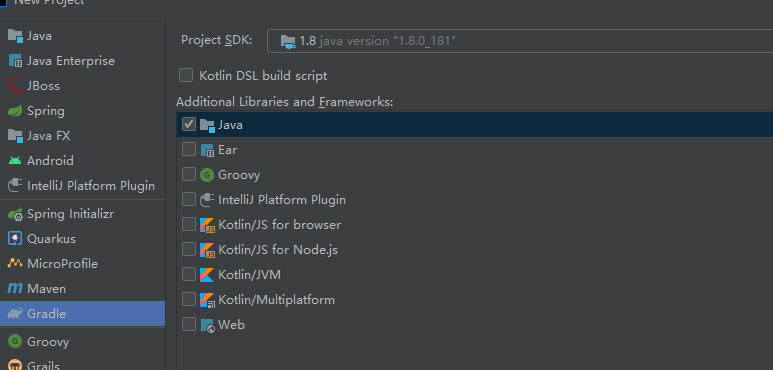 New Project
Java
Java Enterprise
JBoss
Spring
Java FX
Android
IntelliJ Platform Plugin
Spring Initializr
Quarkus
MicroProfile
Maven
Gradle
Groovy
Grails
Project SDK: 1.8 java version "1.8.0_181"
Kotlin DSL build script
Additional Libraries and Frameworks:
Java
Ear
Groovy
IntelliJ Platform Plugin
Kotlin/JS for browser
Kotlin/JS for Node.js
Kotlin/JVM
Kotlin/Multiplatform
Web